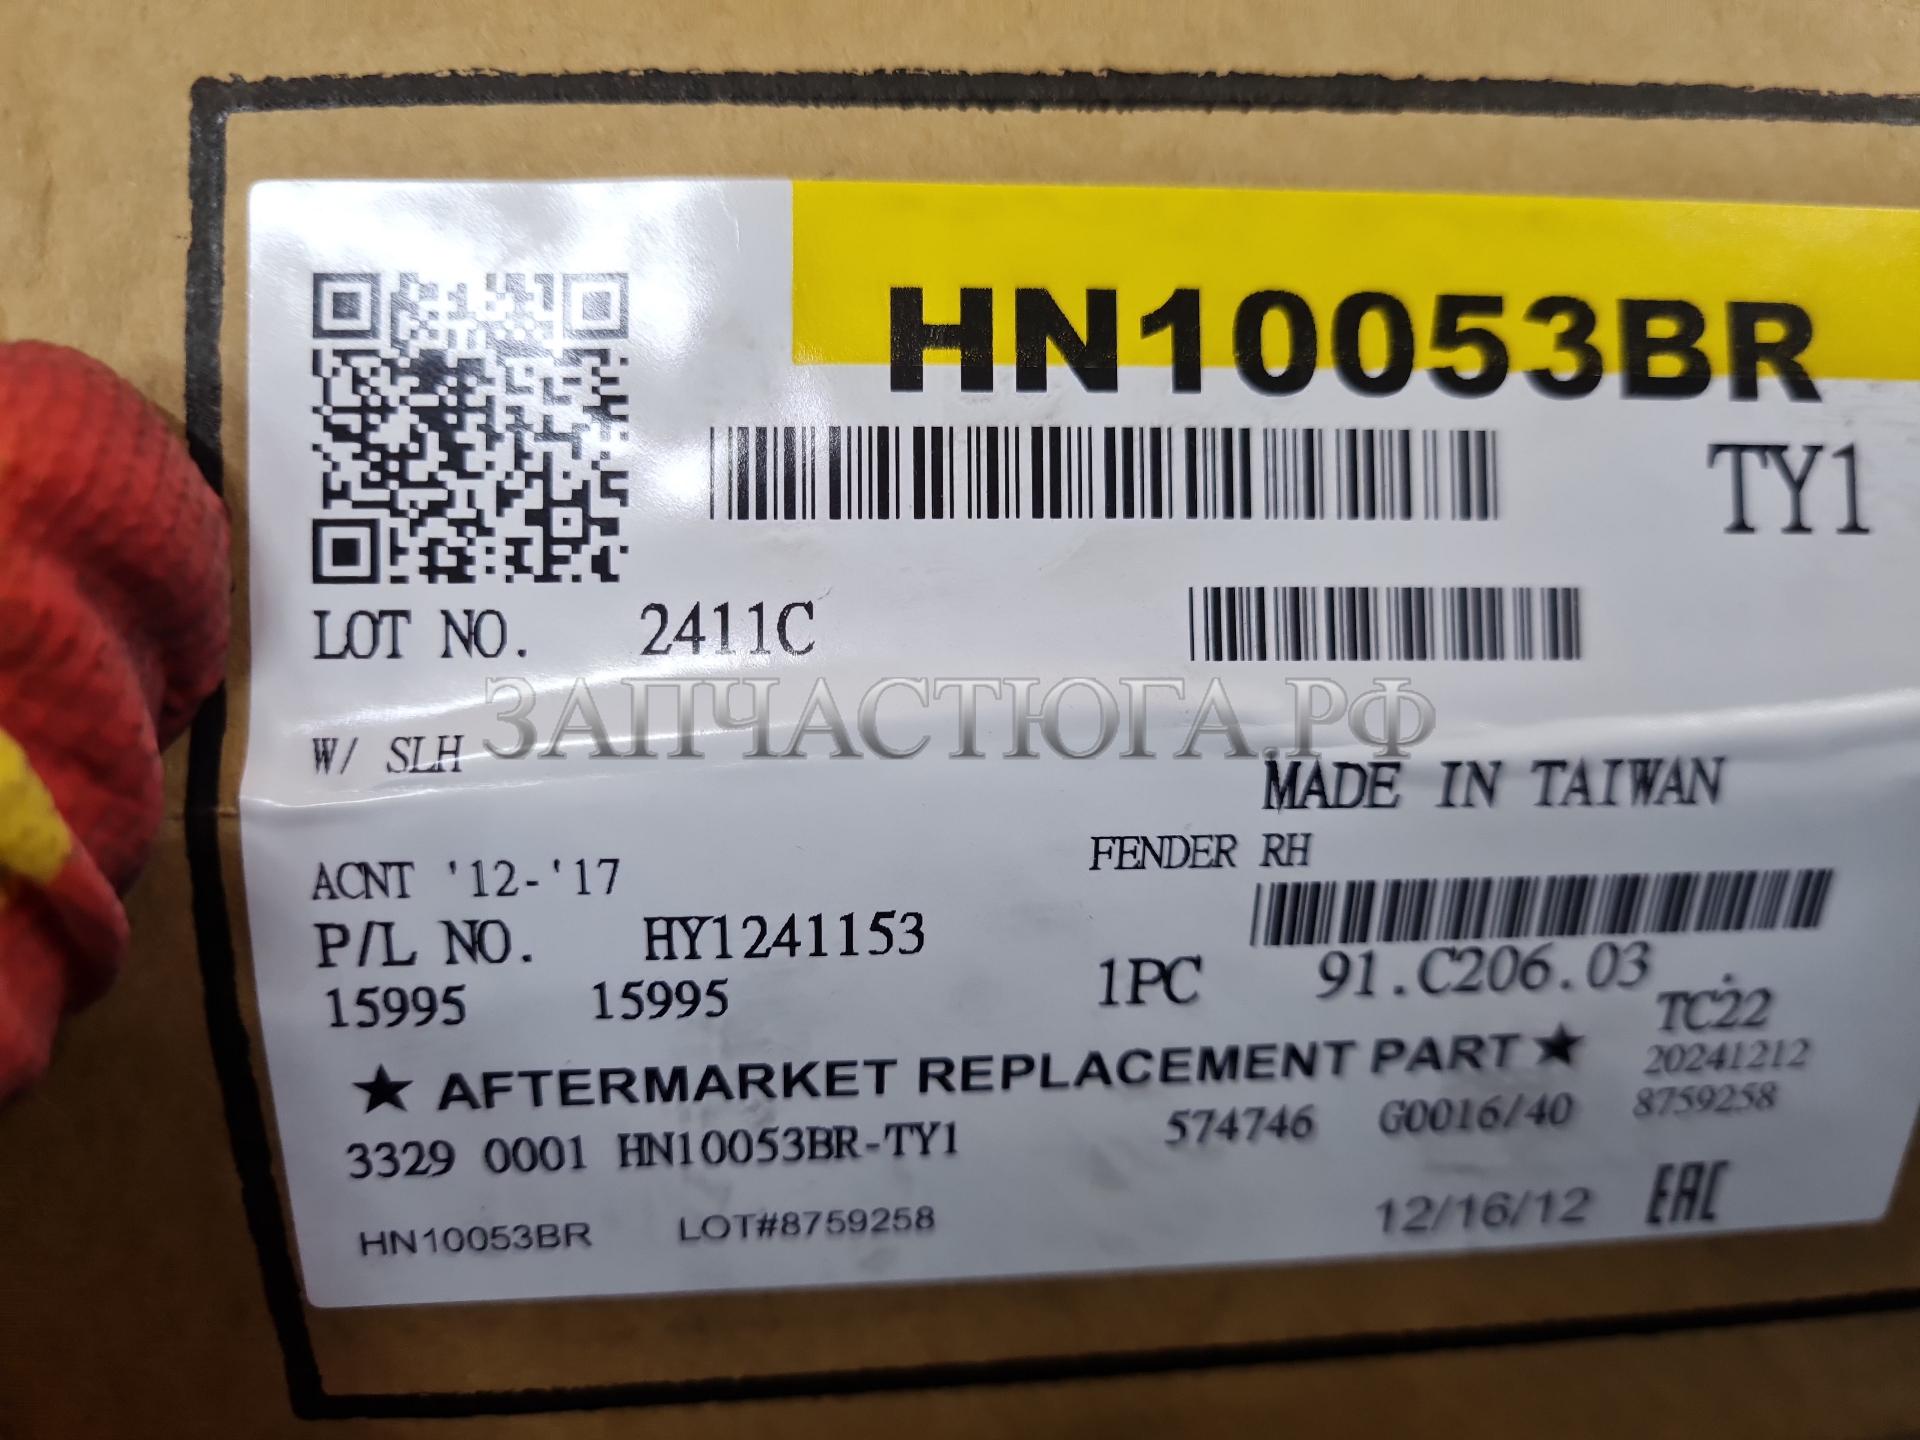 HN10053BR
TY1
LOT NO. 2411C
ЗАПЧАСТЮГА.РФ
W/ SLH
MADE IN TAIWAN
ACNT '12-'17
FENDER RH
P/L NO. HY1241153
1PC 91.C206.03
15995 15995
TC22
★ AFTERMARKET REPLACEMENT PART ★
20241212
3329 0001 HN10053BR-TY1 574746 G0016/40 8759258
HN10053BR LOT#8759258 12/16/12 EAC